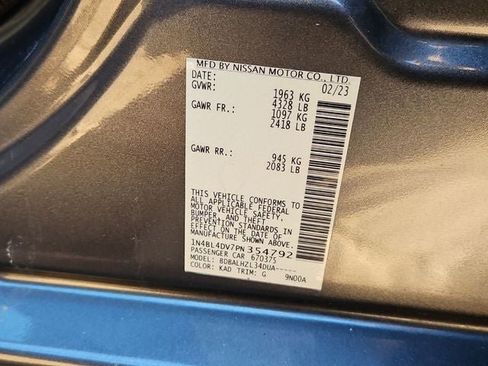 MFD BY NISSAN MOTOR CO., LTD.
DATE: 02/23
GVWR: 1963 KG
4328 LB
GAWR FR.: 1097 KG
2418 LB
GAWR RR.: 945 KG
2083 LB
THIS VEHICLE CONFORMS TO
ALL APPLICABLE FEDERAL
MOTOR VEHICLE SAFETY,
BUMPER, AND THEFT
PREVENTION STANDARDS IN
EFFECT ON THE DATE OF
MANUFACTURE SHOWN ABOVE.
1N4BL4DV7PN354792
PASSENGER CAR 670375
MODEL: BDBALHZL34DUA-----
COLOR: KAD TRIM: G 9N00A